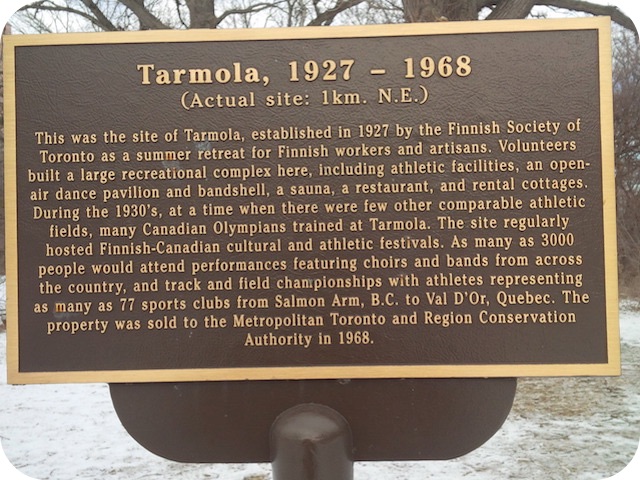 Tarmola, 1927 – 1968
(Actual site: 1km. N.E.)
This was the site of Tarmola, established in 1927 by the Finnish Society of
Toronto as a summer retreat for Finnish workers and artisans. Volunteers
built a large recreational complex here, including athletic facilities, an open-
air dance pavilion and bandshell, a sauna, a restaurant, and rental cottages.
During the 1930's, at a time when there were few other comparable athletic
fields, many Canadian Olympians trained at Tarmola. The site regularly
hosted Finnish-Canadian cultural and athletic festivals. As many as 3000
people would attend performances featuring choirs and bands from across
the country, and track and field championships with athletes representing
as many as 77 sports clubs from Salmon Arm, B.C. to Val D'Or, Quebec. The
property was sold to the Metropolitan Toronto and Region Conservation
Authority in 1968.